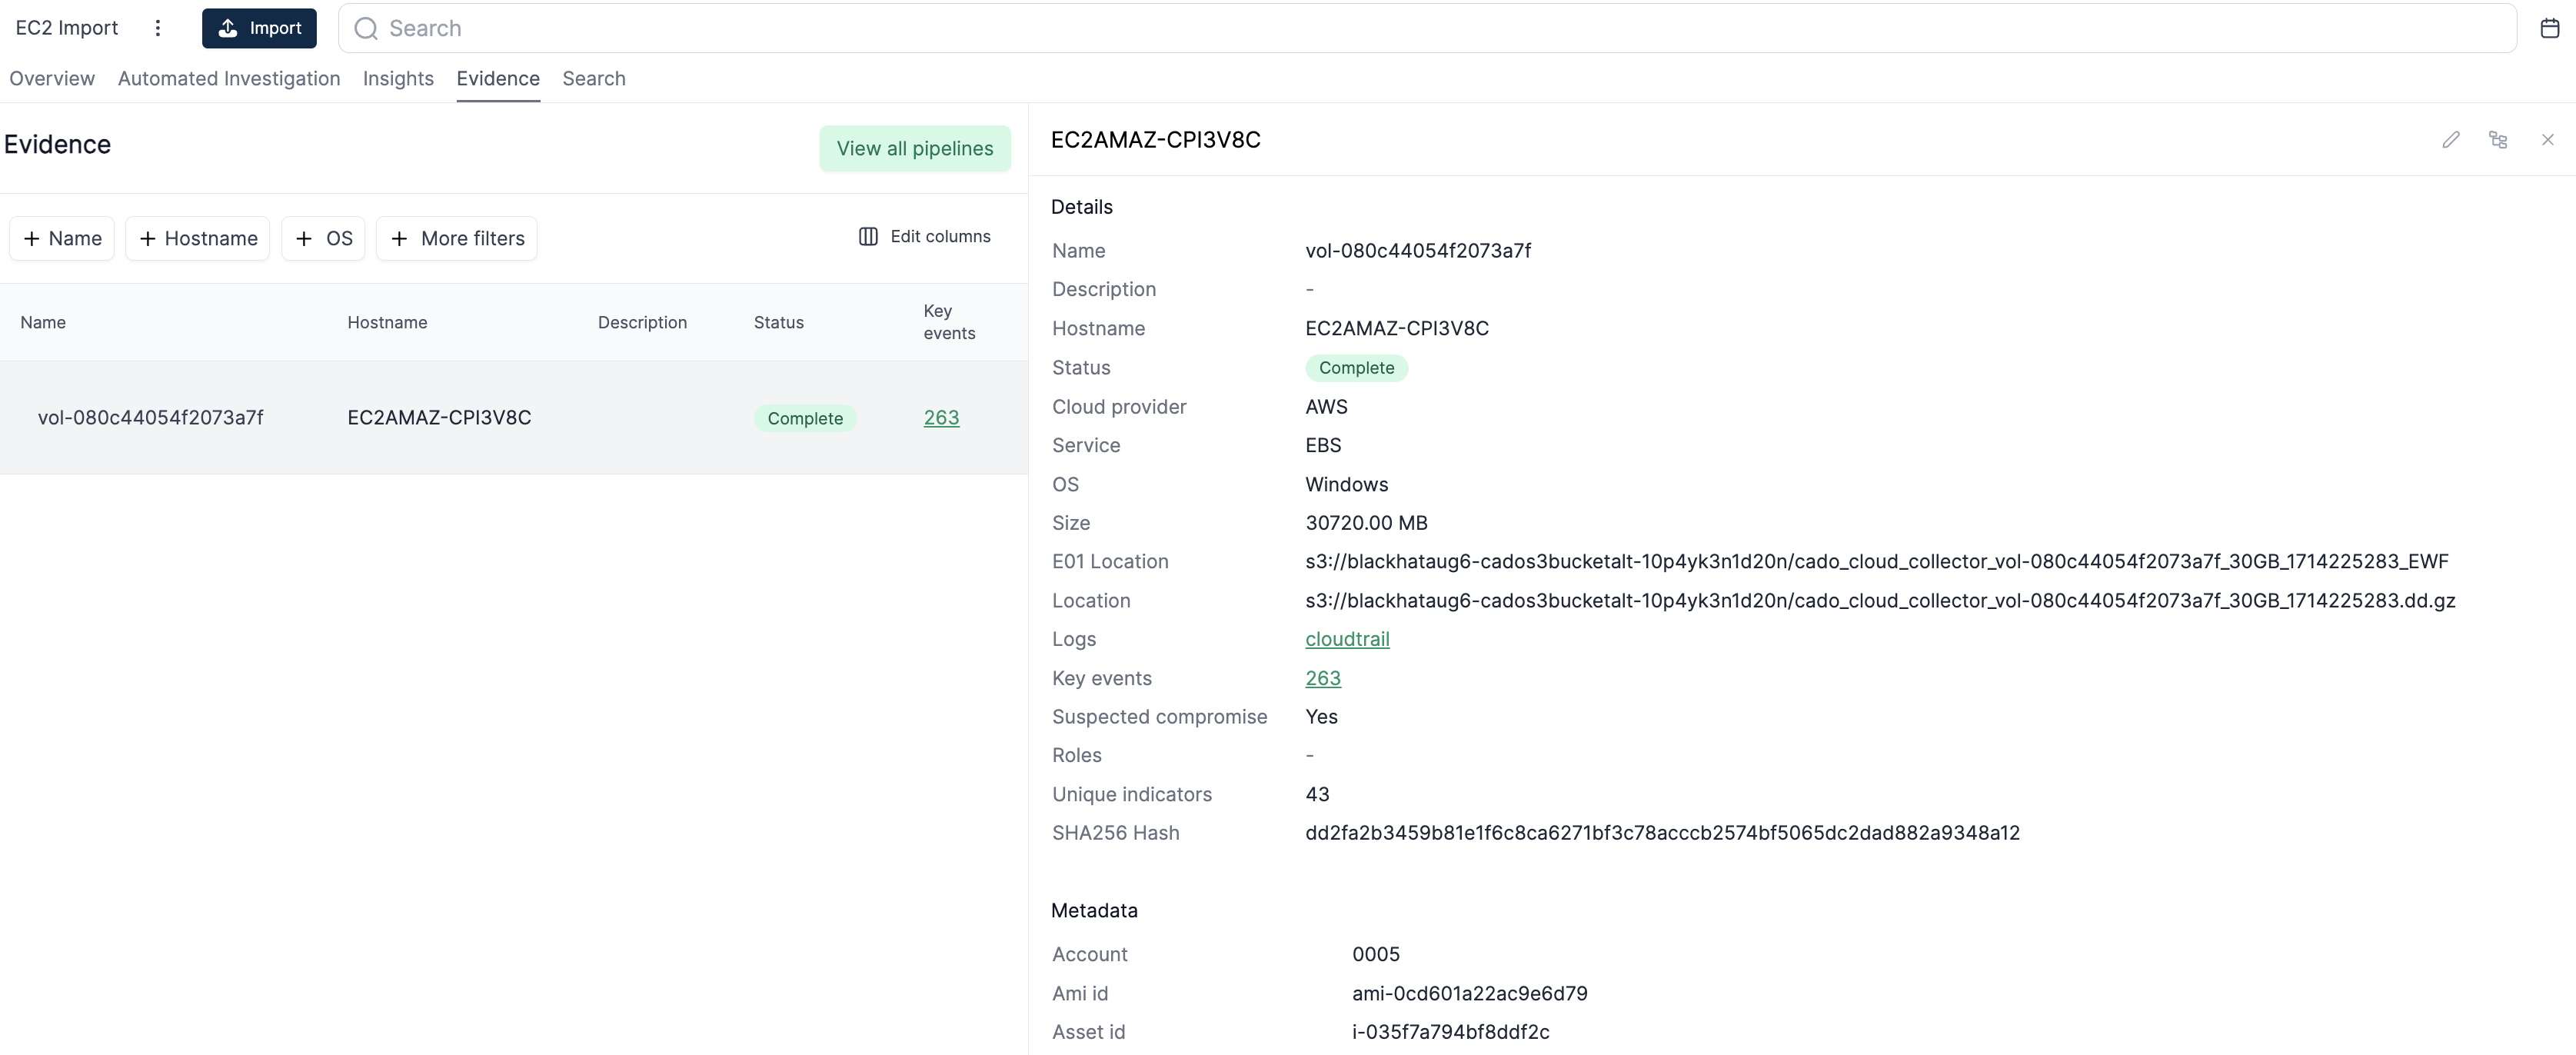 EC2 Import
Import
Search
Overview Automated Investigation Insights Evidence Search
Evidence
View all pipelines
Name
Hostname
OS
More filters
Edit columns
Name Hostname Description Status Key events
vol-080c44054f2073a7f EC2AMAZ-CPI3V8C Complete 263
EC2AMAZ-CPI3V8C
Details
Name vol-080c44054f2073a7f
Description -
Hostname EC2AMAZ-CPI3V8C
Status Complete
Cloud provider AWS
Service EBS
OS Windows
Size 30720.00 MB
E01 Location s3://blackhataug6-cados3bucketalt-10p4yk3n1d20n/cado_cloud_collector_vol-080c44054f2073a7f_30GB_1714225283_EWF
Location s3://blackhataug6-cados3bucketalt-10p4yk3n1d20n/cado_cloud_collector_vol-080c44054f2073a7f_30GB_1714225283.dd.gz
Logs cloudtrail
Key events 263
Suspected compromise Yes
Roles -
Unique indicators 43
SHA256 Hash dd2fa2b3459b81e1f6c8ca6271bf3c78acccb2574bf5065dc2dad882a9348a12
Metadata
Account 0005
Ami id ami-0cd601a22ac9e6d79
Asset id i-035f7a794bf8ddf2c